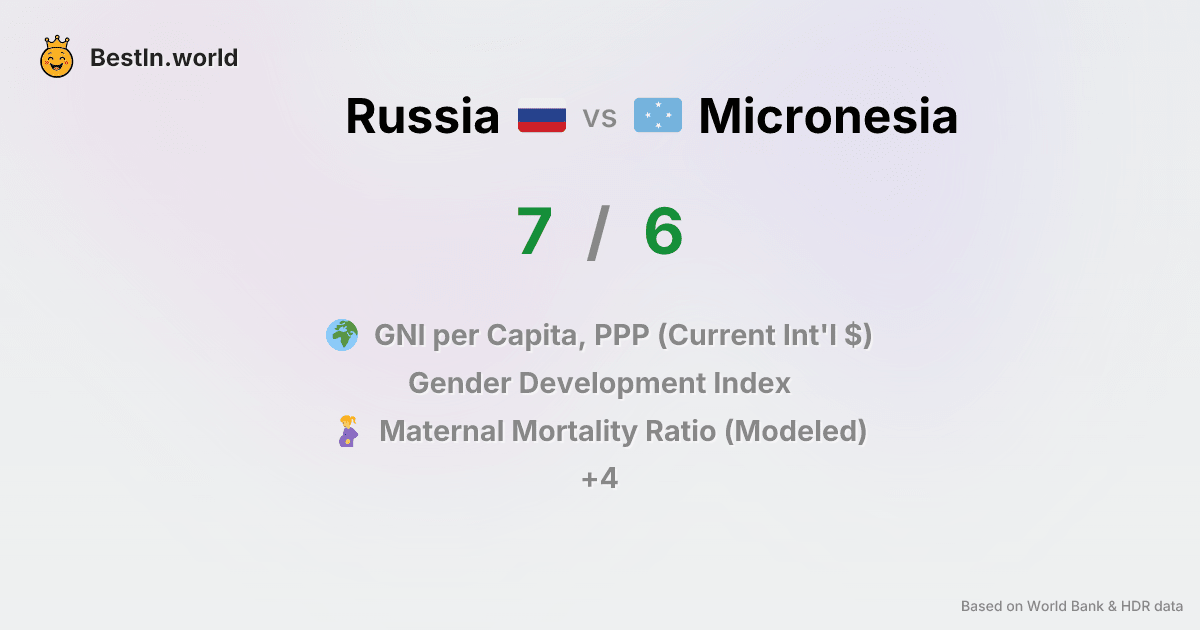 BestIn.world
Russia vs Micronesia
7 / 6
GNI per Capita, PPP (Current Int'l $)
Gender Development Index
Maternal Mortality Ratio (Modeled)
+4
Based on World Bank & HDR data